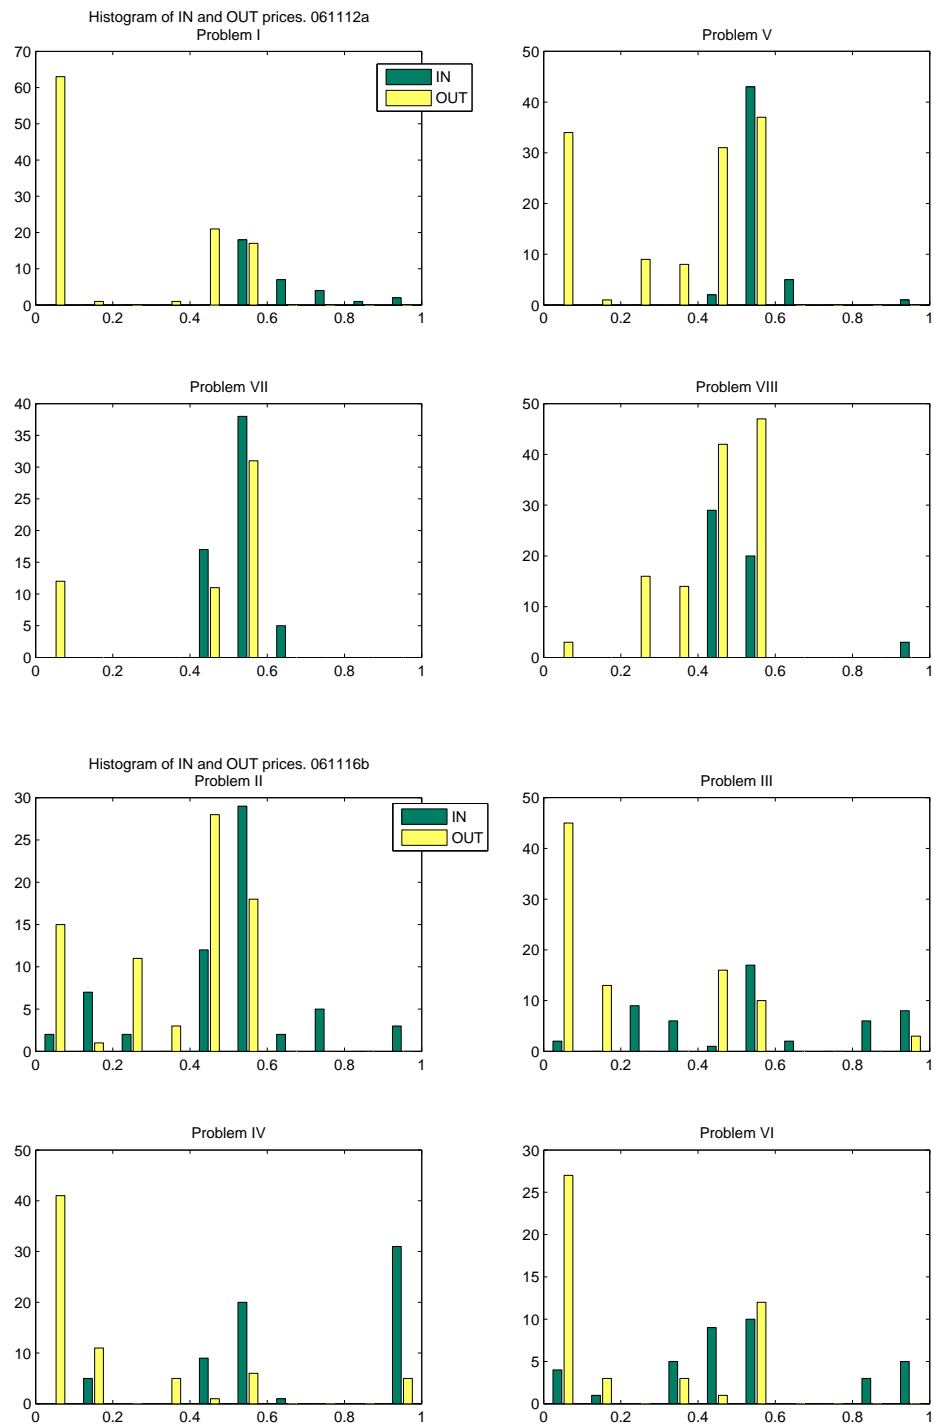 Histogram of IN and OUT prices. 061112a
Problem I
70
60
50
40
30
20
10
0
0 0.2 0.4 0.6 0.8 1
IN
OUT
Problem V
50
40
30
20
10
0
0 0.2 0.4 0.6 0.8 1
Problem VII
40
35
30
25
20
15
10
5
0
0 0.2 0.4 0.6 0.8 1
Problem VIII
50
40
30
20
10
0
0 0.2 0.4 0.6 0.8 1
Histogram of IN and OUT prices. 061116b
Problem II
30
25
20
15
10
5
0
0 0.2 0.4 0.6 0.8 1
IN
OUT
Problem III
50
40
30
20
10
0
0 0.2 0.4 0.6 0.8 1
Problem IV
50
40
30
20
10
0
0 0.2 0.4 0.6 0.8 1
Problem VI
30
25
20
15
10
5
0
0 0.2 0.4 0.6 0.8 1